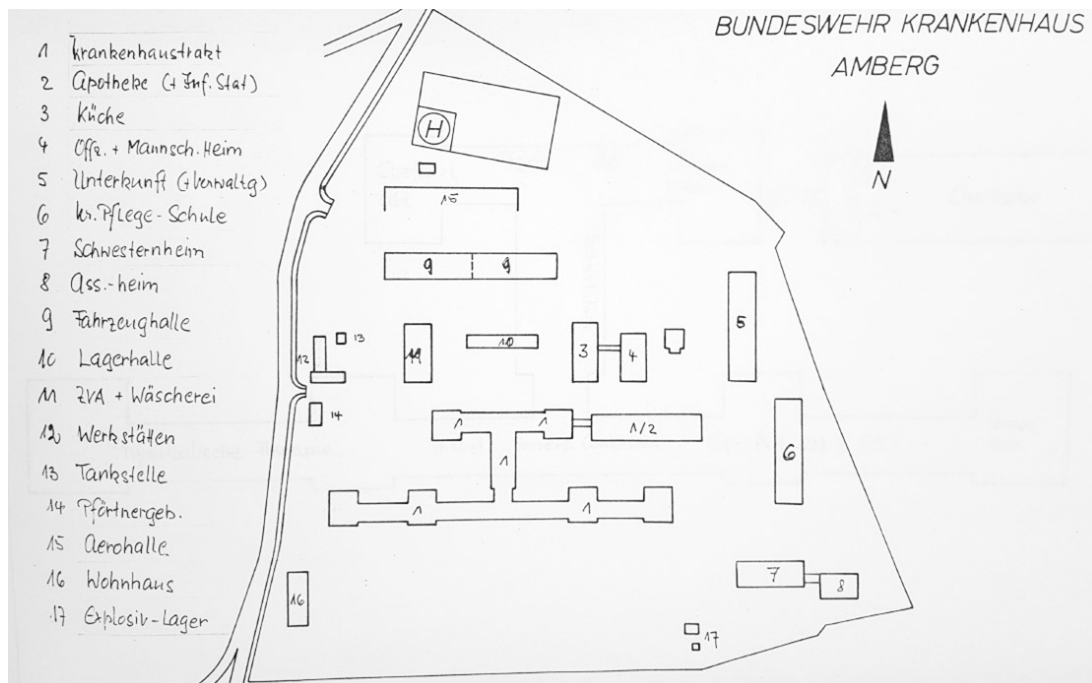 BUNDESWEHR KRANKENHAUS
AMBERG
N
1 Krankenhaustrakt
2 Apotheke (+ Inf. Stat)
3 Küche
4 Offz. + Mannsch. Heim
5 Unterkunft (+Verwaltg)
6 Kr. Pflege-Schule
7 Schwesternheim
8 Ass.-heim
9 Fahrzeughalle
10 Lagerhalle
11 ZVA + Wäscherei
12 Werkstätten
13 Tankstelle
14 Pförtnergeb.
15 Aerohalle
16 Wohnhaus
17 Explosiv-Lager
H
15
9 9
5
13
12 11 10 3 4
14
1 1 1/2
1
6
1 1
7 8
16
17